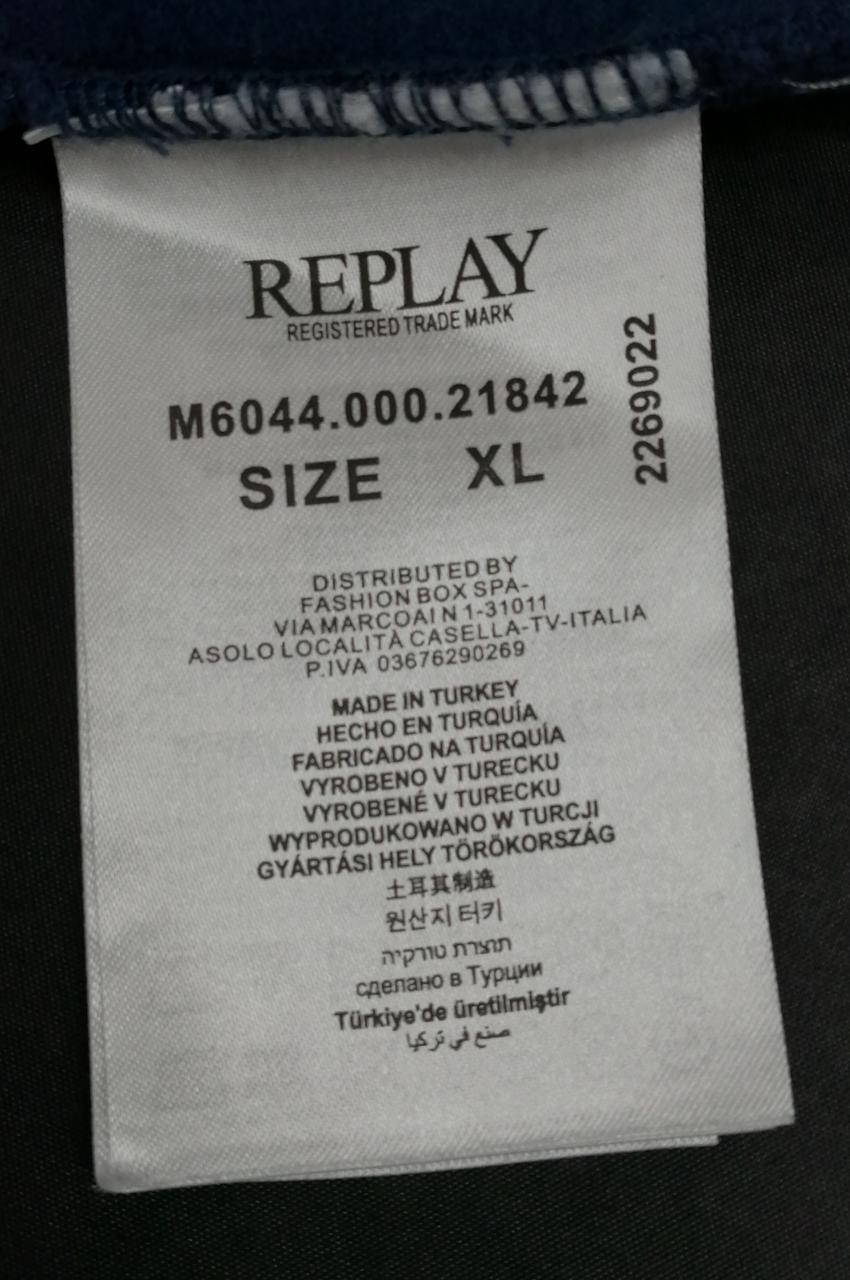 REPLAY
REGISTERED TRADE MARK
M6044.000.21842
SIZE XL
2269022
DISTRIBUTED BY
FASHION BOX SPA-
VIA MARCOAI N 1-31011
ASOLO LOCALITÀ CASELLA-TV-ITALIA
P.IVA 03676290269
MADE IN TURKEY
HECHO EN TURQUÍA
FABRICADO NA TURQUÍA
VYROBENO V TURECKU
VYROBENÉ V TURECKU
WYPRODUKOWANO W TURCJI
GYÁRTÁSI HELY TÖRÖKORSZÁG
土耳其制造
원산지 터키
תוצרת טורקיה
сделано в Турции
Türkiye'de üretilmiştir
صنع في تركيا